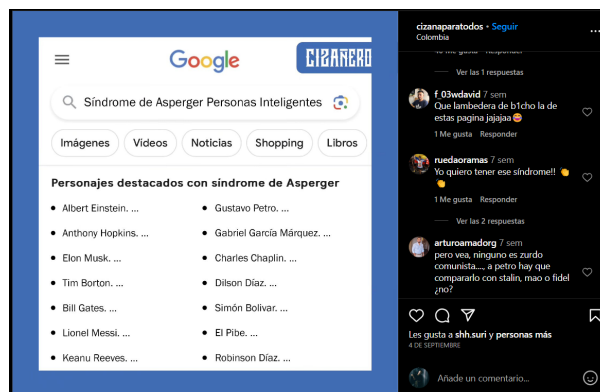 Google
CIZAÑERO
Síndrome de Asperger Personas Inteligentes
Imágenes
Videos
Noticias
Shopping
Libros
Personajes destacados con síndrome de Asperger
• Albert Einstein. ...
• Anthony Hopkins. ...
• Elon Musk. ...
• Tim Borton. ...
• Bill Gates. ...
• Lionel Messi. ...
• Keanu Reeves. ...
• Gustavo Petro. ...
• Gabriel García Márquez. ...
• Charles Chaplin. ...
• Dilson Díaz. ...
• Simón Bolivar. ...
• El Pibe. ...
• Robinson Díaz. ...
cizanaparatodos • Seguir
Colombia
Ver las 1 respuestas
f_03wdavid 7 sem
Que lambedera de b1cho la de
estas pagina jajajaa🤩
1 Me gusta Responder
ruedaoramas 7 sem
Yo quiero tener ese síndrome!! 👏
👏
1 Me gusta Responder
Ver las 2 respuestas
arturoamadorg 7 sem
pero vea, ninguno es zurdo
comunista...., a petro hay que
compararlo con stalin, mao o fidel
¿no?
Les gusta a shh.suri y personas más
4 DE SEPTIEMBRE
Añade un comentario...